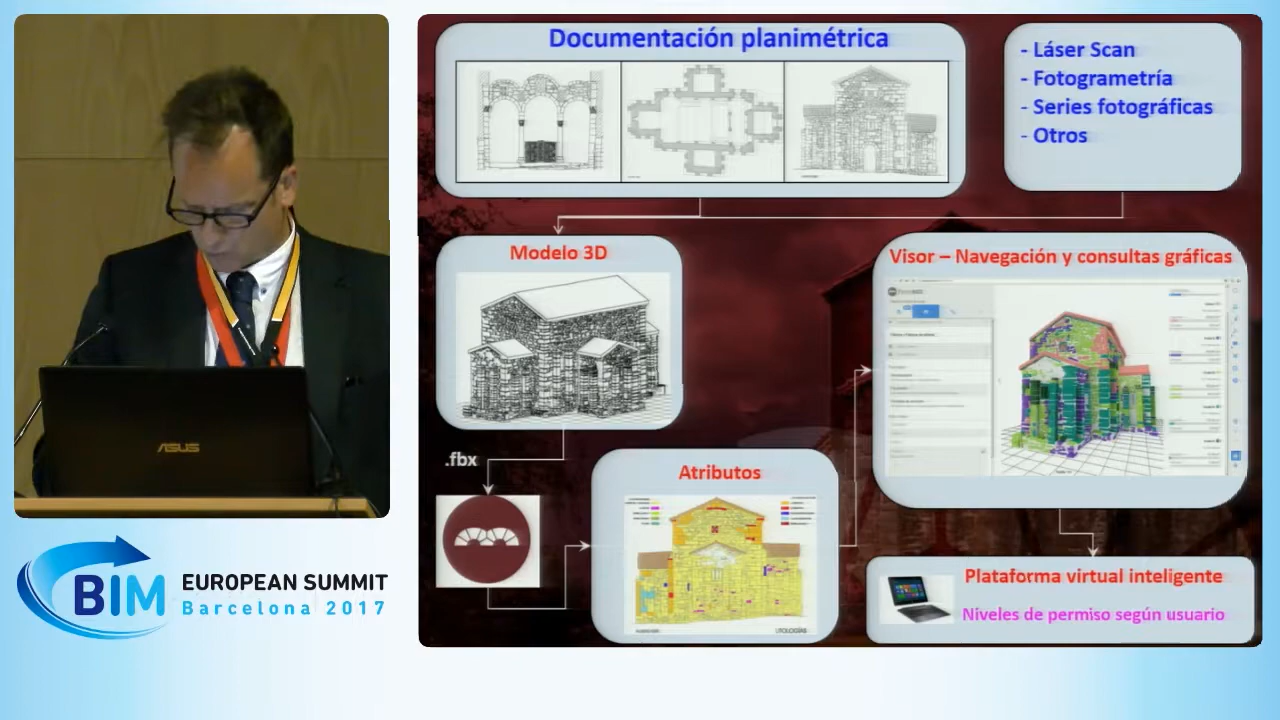 Documentación planimétrica
- Láser Scan
- Fotogrametría
- Series fotográficas
- Otros
Modelo 3D
Visor – Navegación y consultas gráficas
.fbx
Atributos
LITOLOGÍAS
Plataforma virtual inteligente
Niveles de permiso según usuario
ASUS
BIM
EUROPEAN SUMMIT
Barcelona 2017